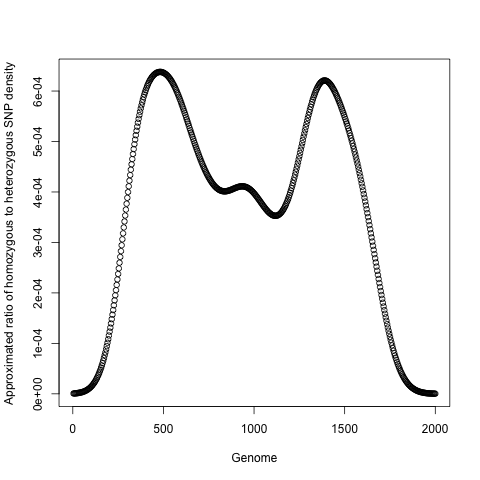 Approximated ratio of homozygous to heterozygous SNP density
6e-04
5e-04
4e-04
3e-04
2e-04
1e-04
0e+00
0 500 1000 1500 2000
Genome